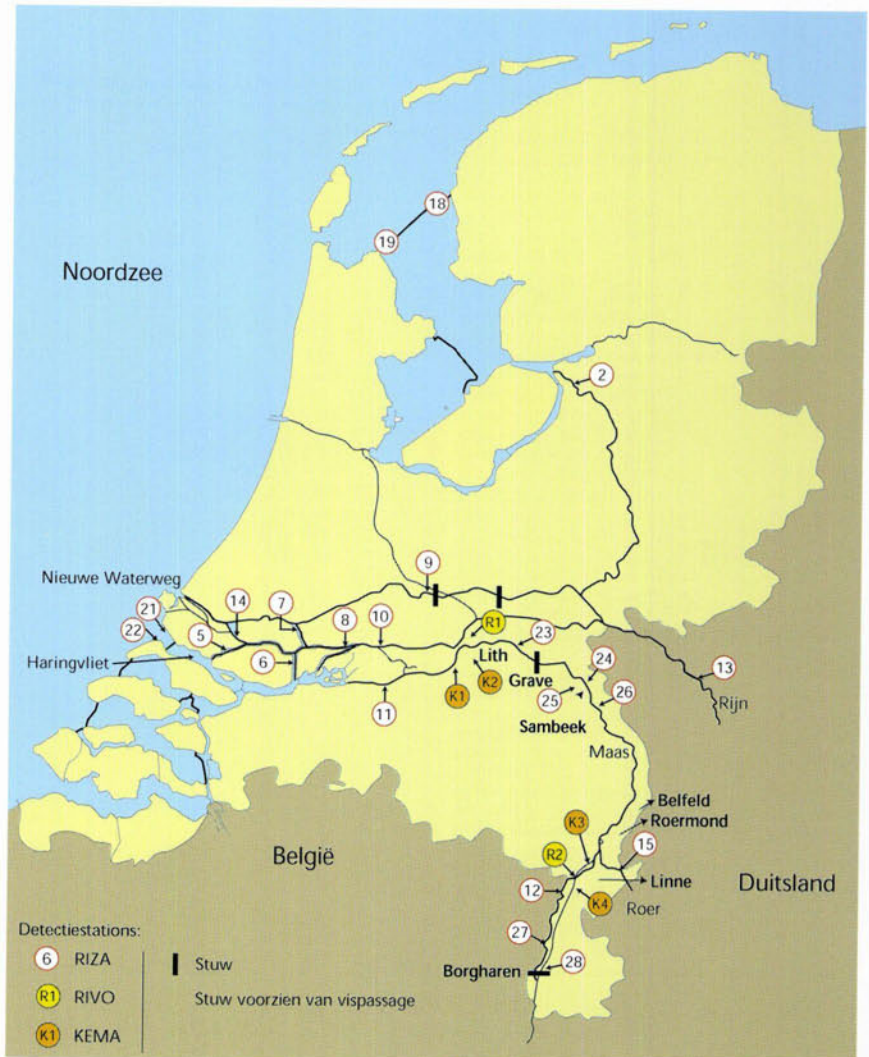 18
19
Noordzee
2
9
Nieuwe Waterweg
21
14
7
R1
22
5
8
10
23
Haringvliet
6
Lith
24
13
Grave
K1
K2
25
26
11
Rijn
Sambeek
Maas
Belfeld
K3
Roermond
België
R2
15
12
Linne
Duitsland
K4
Roer
27
Borgharen
28
Detectiestations:
6 RIZA
Stuw
R1 RIVO
Stuw voorzien van vispassage
K1 KEMA